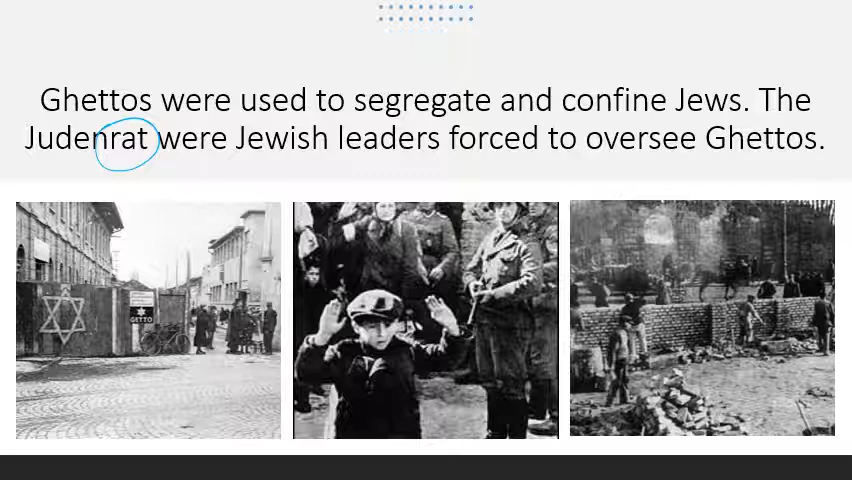 Ghettos were used to segregate and confine Jews. The
Judenrat were Jewish leaders forced to oversee Ghettos.
GETTO